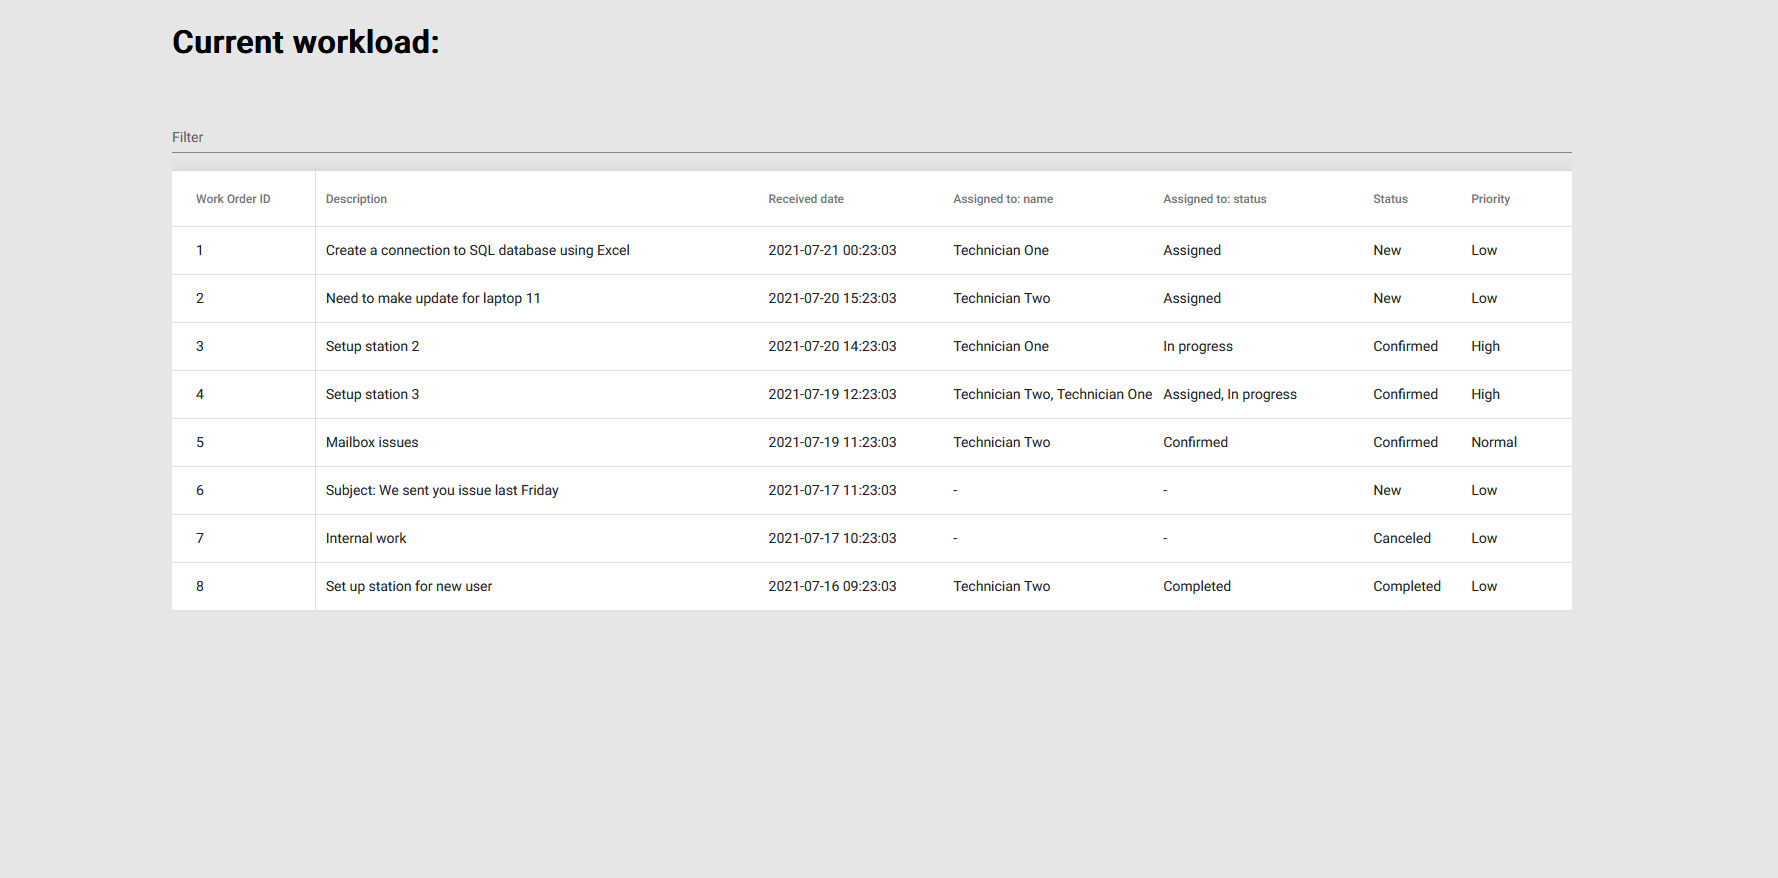 Current workload:
Filter
Work Order ID Description Received date Assigned to: name Assigned to: status Status Priority
1 Create a connection to SQL database using Excel 2021-07-21 00:23:03 Technician One Assigned New Low
2 Need to make update for laptop 11 2021-07-20 15:23:03 Technician Two Assigned New Low
3 Setup station 2 2021-07-20 14:23:03 Technician One In progress Confirmed High
4 Setup station 3 2021-07-19 12:23:03 Technician Two, Technician One Assigned, In progress Confirmed High
5 Mailbox issues 2021-07-19 11:23:03 Technician Two Confirmed Confirmed Normal
6 Subject: We sent you issue last Friday 2021-07-17 11:23:03 - - New Low
7 Internal work 2021-07-17 10:23:03 - - Canceled Low
8 Set up station for new user 2021-07-16 09:23:03 Technician Two Completed Completed Low